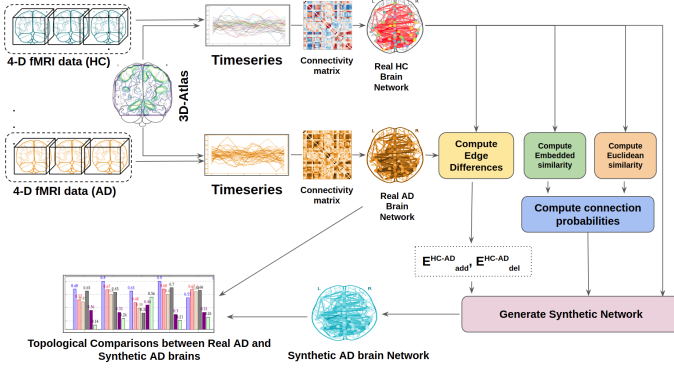 4-D fMRI data (HC)
3D-Atlas
Timeseries
Connectivity
matrix
L R
Real HC
Brain
Network
4-D fMRI data (AD)
Timeseries
Connectivity
matrix
L R
Real AD
Brain
Network
Compute
Edge
Differences
Compute
Embedded
similarity
Compute
Euclidean
similarity
Compute connection
probabilities
E HC-AD add, E HC-AD del
Generate Synthetic Network
L R
Synthetic AD brain Network
Topological Comparisons between Real AD and
Synthetic AD brains